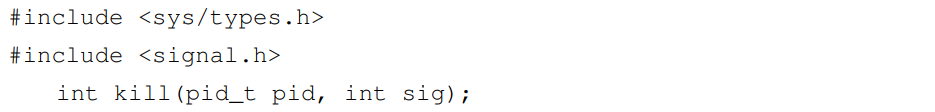 #include <sys/types.h>
#include <signal.h>
int kill(pid_t pid, int sig);